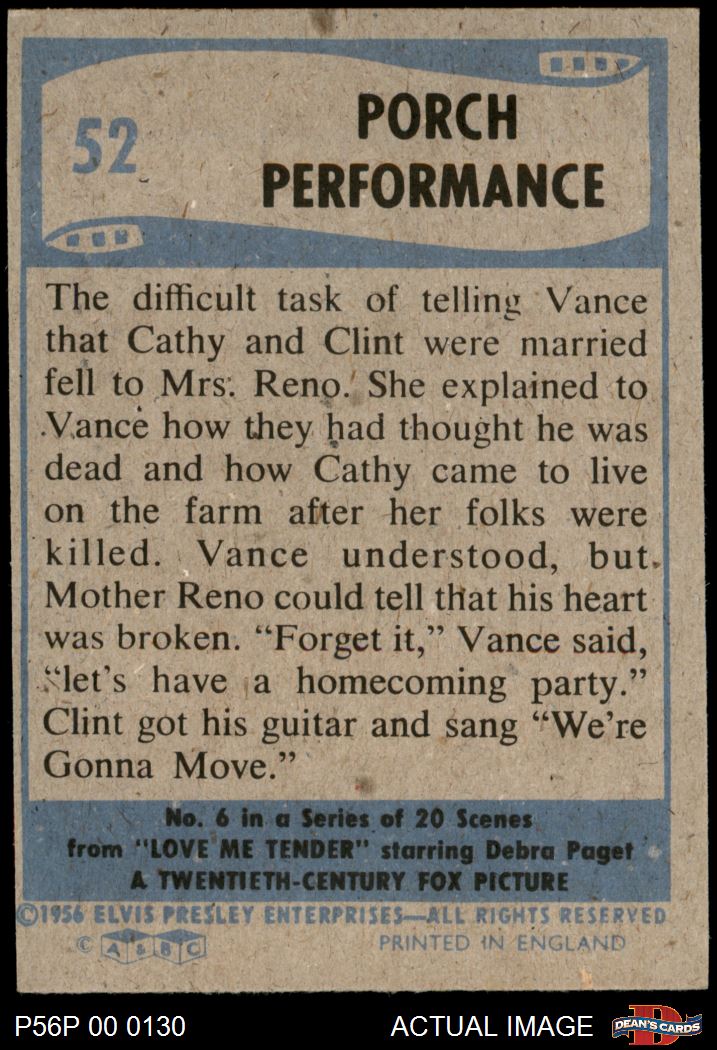 52
PORCH
PERFORMANCE
The difficult task of telling Vance
that Cathy and Clint were married
fell to Mrs. Reno. She explained to
Vance how they had thought he was
dead and how Cathy came to live
on the farm after her folks were
killed. Vance understood, but
Mother Reno could tell that his heart
was broken. “Forget it,” Vance said,
“let's have a homecoming party.”
Clint got his guitar and sang “We're
Gonna Move.”
No. 6 in a Series of 20 Scenes
from "LOVE ME TENDER" starring Debra Paget
A TWENTIETH-CENTURY FOX PICTURE
©1956 ELVIS PRESLEY ENTERPRISES—ALL RIGHTS RESERVED
© A & B C
PRINTED IN ENGLAND
P56P 00 0130
ACTUAL IMAGE
D
DEAN'S CARDS